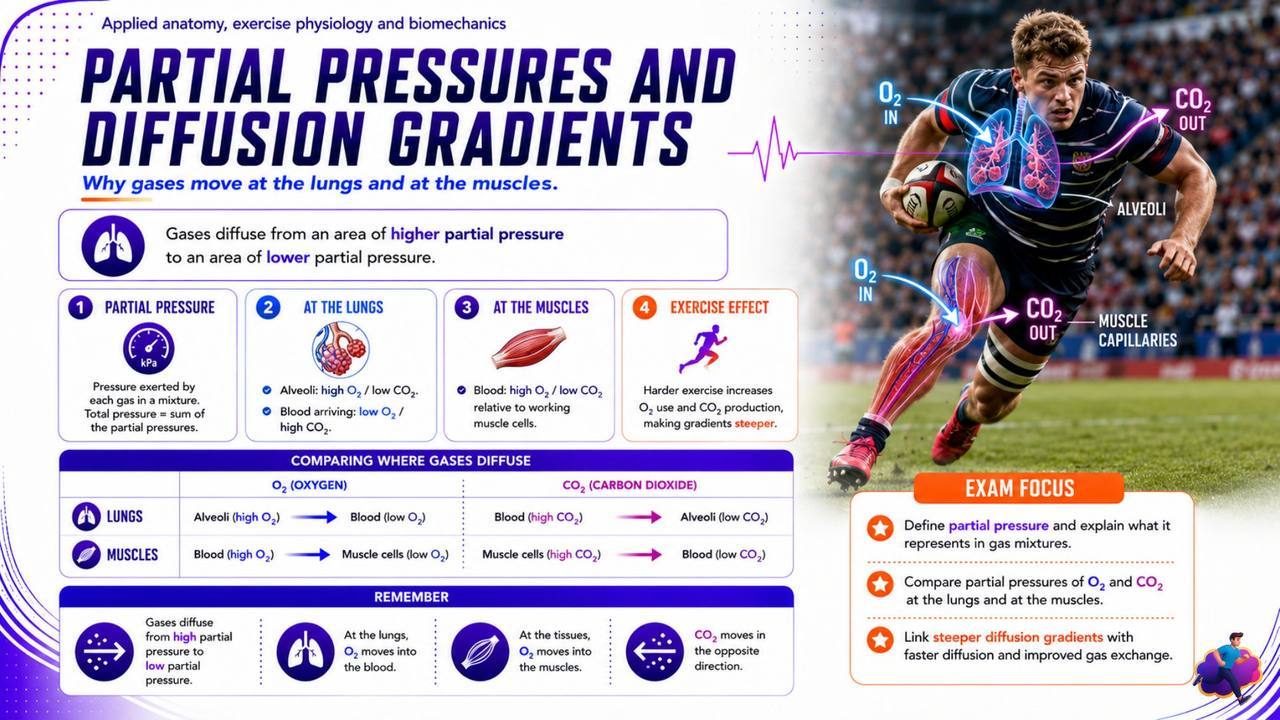 Applied anatomy, exercise physiology and biomechanics
PARTIAL PRESSURES AND
DIFFUSION GRADIENTS
Why gases move at the lungs and at the muscles.
Gases diffuse from an area of higher partial pressure
to an area of lower partial pressure.
1 PARTIAL PRESSURE
kPa
Pressure exerted by
each gas in a mixture.
Total pressure = sum of
the partial pressures.
2 AT THE LUNGS
Alveoli: high O₂ / low CO₂.
Blood arriving: low O₂ /
high CO₂.
3 AT THE MUSCLES
Blood: high O₂ / low CO₂
relative to working
muscle cells.
4 EXERCISE EFFECT
Harder exercise increases
O₂ use and CO₂ production,
making gradients steeper.
COMPARING WHERE GASES DIFFUSE
O₂ (OXYGEN) CO₂ (CARBON DIOXIDE)
LUNGS Alveoli (high O₂) Blood (low O₂) Blood (high CO₂) Alveoli (low CO₂)
MUSCLES Blood (high O₂) Muscle cells (low O₂) Muscle cells (high CO₂) Blood (low CO₂)
REMEMBER
Gases diffuse
from high partial
pressure to
low partial
pressure.
At the lungs,
O₂ moves into
the blood.
At the tissues,
O₂ moves into
the muscles.
CO₂ moves in
the opposite
direction.
O₂
IN
CO₂
OUT
ALVEOLI
O₂
IN
CO₂
OUT
MUSCLE
CAPILLARIES
EXAM FOCUS
Define partial pressure and explain what it
represents in gas mixtures.
Compare partial pressures of O₂ and CO₂
at the lungs and at the muscles.
Link steeper diffusion gradients with
faster diffusion and improved gas exchange.